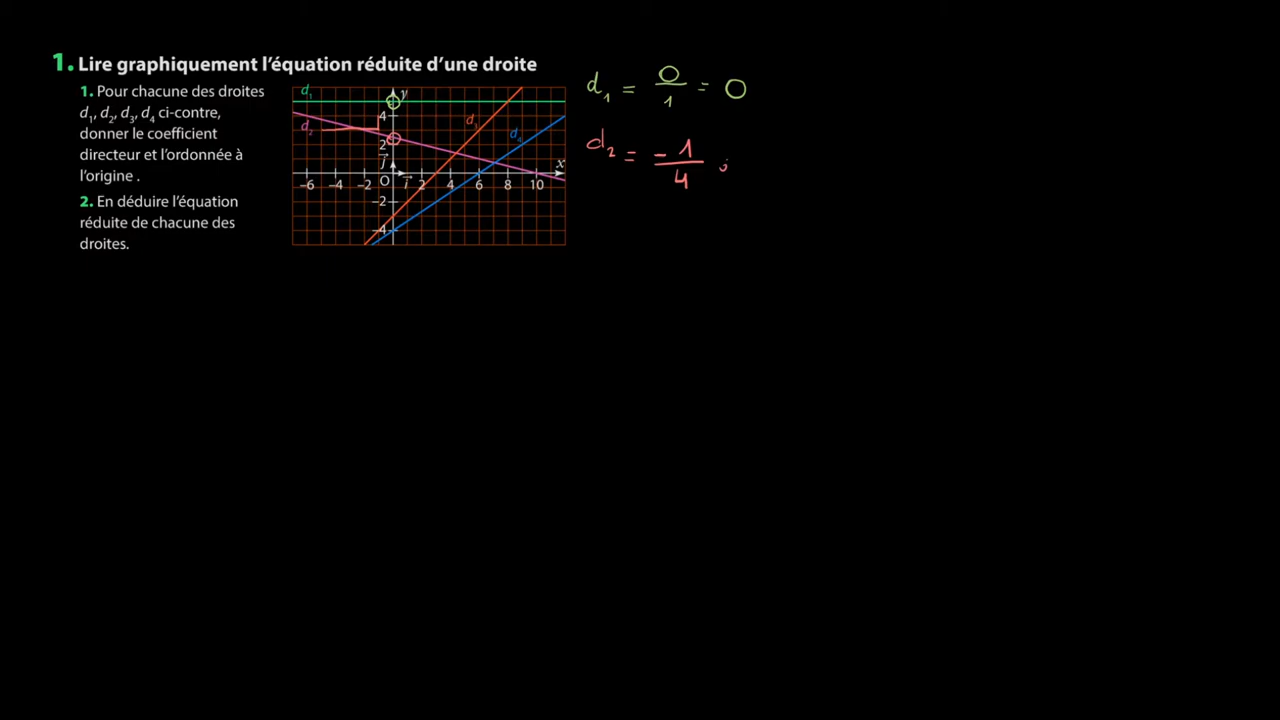 1. Lire graphiquement l'équation réduite d'une droite
1. Pour chacune des droites
d₁, d₂, d₃, d₄ ci-contre,
donner le coefficient
directeur et l'ordonnée à
l'origine .
2. En déduire l'équation
réduite de chacune des
droites.
d₁ y
4
d₂ d₃ d₄
2
j x
-6 -4 -2 O i 2 4 6 8 10
-2
-4
d₁ = 0/1 = 0
d₂ = -1/4 ;